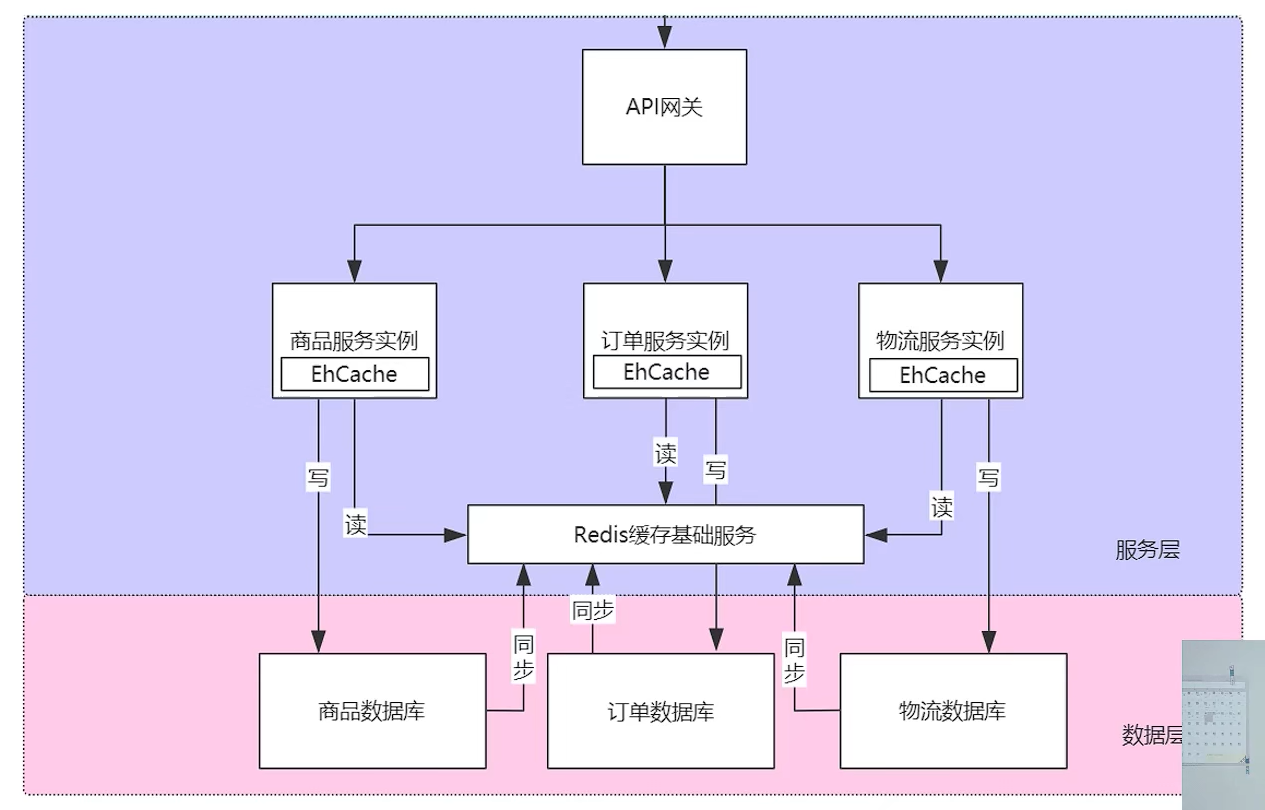 API网关
商品服务实例
EhCache
订单服务实例
EhCache
物流服务实例
EhCache
写
读
读
写
读
写
Redis缓存基础服务
服务层
同步
同步
同步
商品数据库
订单数据库
物流数据库
数据层